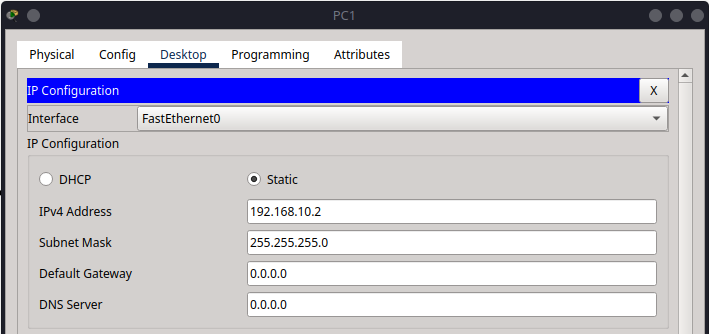 PC1
Physical Config Desktop Programming Attributes
IP Configuration X
Interface FastEthernet0
IP Configuration
DHCP Static
IPv4 Address 192.168.10.2
Subnet Mask 255.255.255.0
Default Gateway 0.0.0.0
DNS Server 0.0.0.0